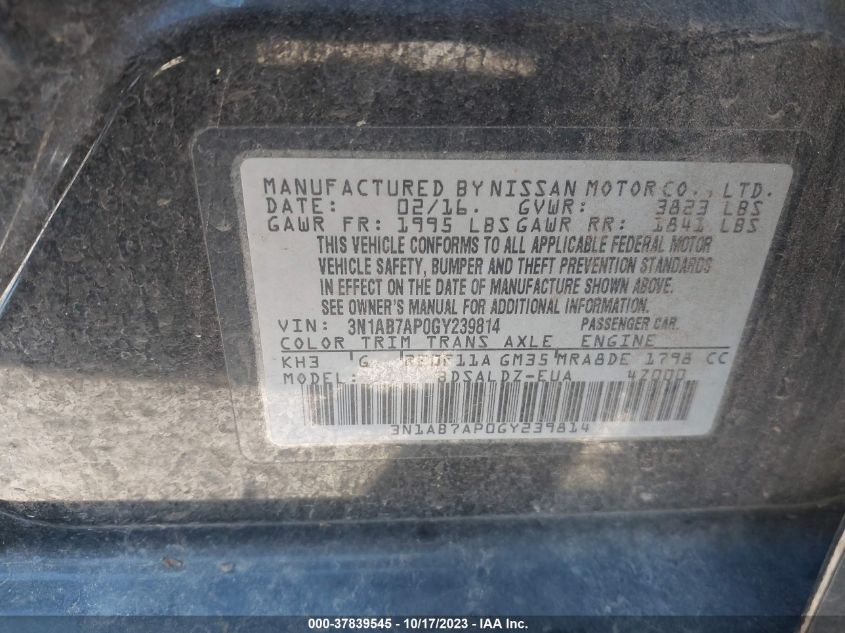 MANUFACTURED BY NISSAN MOTOR CO., LTD.
DATE: 02/16. GVWR: 3823 LBS
GAWR FR: 1995 LBS GAWR RR: 1841 LBS
THIS VEHICLE CONFORMS TO ALL APPLICABLE FEDERAL MOTOR
VEHICLE SAFETY, BUMPER AND THEFT PREVENTION STANDARDS
IN EFFECT ON THE DATE OF MANUFACTURE SHOWN ABOVE.
SEE OWNER'S MANUAL FOR ADDITIONAL INFORMATION.
VIN: 3N1AB7AP0GY239814 PASSENGER CAR.
COLOR TRIM TRANS AXLE ENGINE
KH3 G GM35 MRA8DE 1798 CC
MODEL: 47000
3N1AB7AP0GY239814
000-37839545 - 10/17/2023 - IAA Inc.